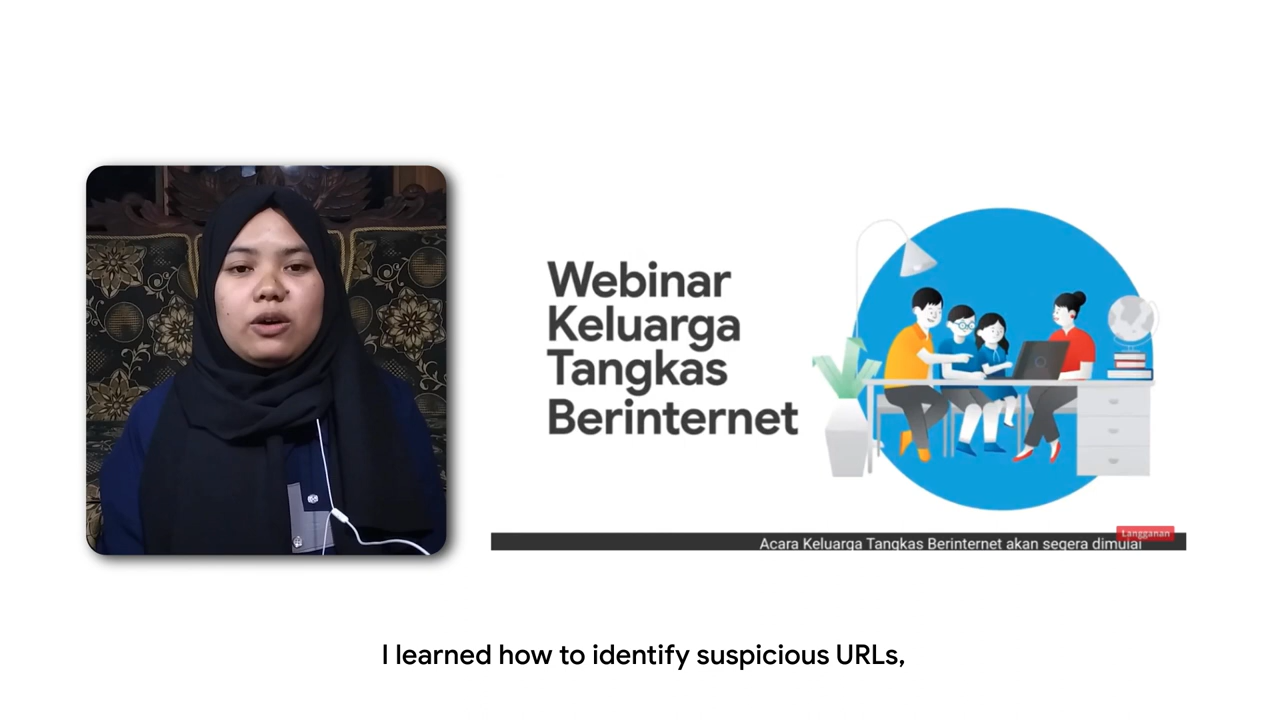 Webinar
Keluarga
Tangkas
Berinternet
Langganan
Acara Keluarga Tangkas Berinternet akan segera dimulai
I learned how to identify suspicious URLs,